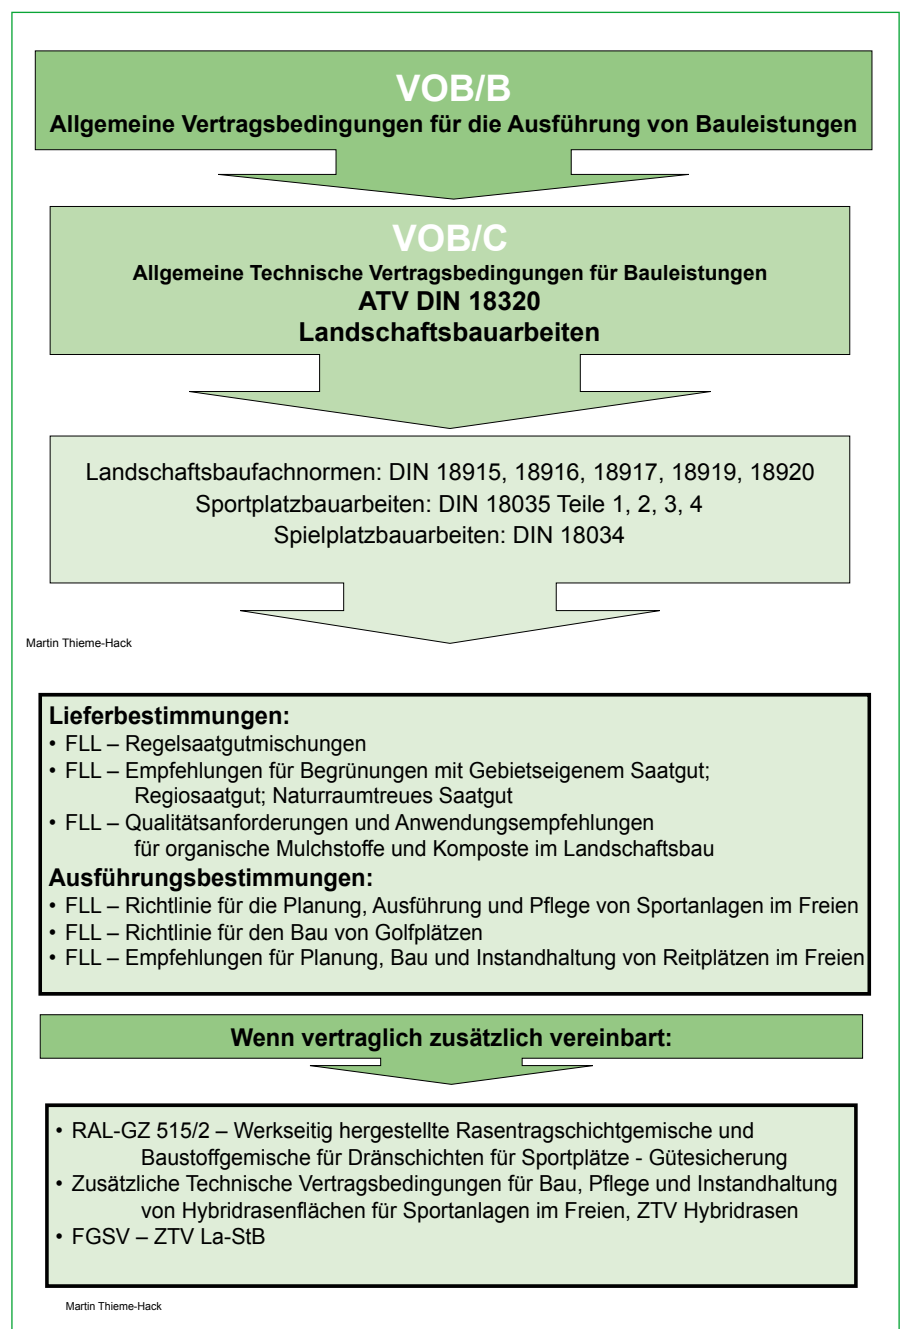 VOB/B
Allgemeine Vertragsbedingungen für die Ausführung von Bauleistungen
VOB/C
Allgemeine Technische Vertragsbedingungen für Bauleistungen
ATV DIN 18320
Landschaftsbauarbeiten
Landschaftsbaufachnormen: DIN 18915, 18916, 18917, 18919, 18920
Sportplatzbauarbeiten: DIN 18035 Teile 1, 2, 3, 4
Spielplatzbauarbeiten: DIN 18034
Martin Thieme-Hack
Lieferbestimmungen:
• FLL – Regelsaatgutmischungen
• FLL – Empfehlungen für Begrünungen mit Gebietseigenem Saatgut;
Regiosaatgut; Naturraumtreues Saatgut
• FLL – Qualitätsanforderungen und Anwendungsempfehlungen
für organische Mulchstoffe und Komposte im Landschaftsbau
Ausführungsbestimmungen:
• FLL – Richtlinie für die Planung, Ausführung und Pflege von Sportanlagen im Freien
• FLL – Richtlinie für den Bau von Golfplätzen
• FLL – Empfehlungen für Planung, Bau und Instandhaltung von Reitplätzen im Freien
Wenn vertraglich zusätzlich vereinbart:
• RAL-GZ 515/2 – Werkseitig hergestellte Rasentragschichtgemische und
Baustoffgemische für Dränschichten für Sportplätze - Gütesicherung
• Zusätzliche Technische Vertragsbedingungen für Bau, Pflege und Instandhaltung
von Hybridrasenflächen für Sportanlagen im Freien, ZTV Hybridrasen
• FGSV – ZTV La-StB
Martin Thieme-Hack